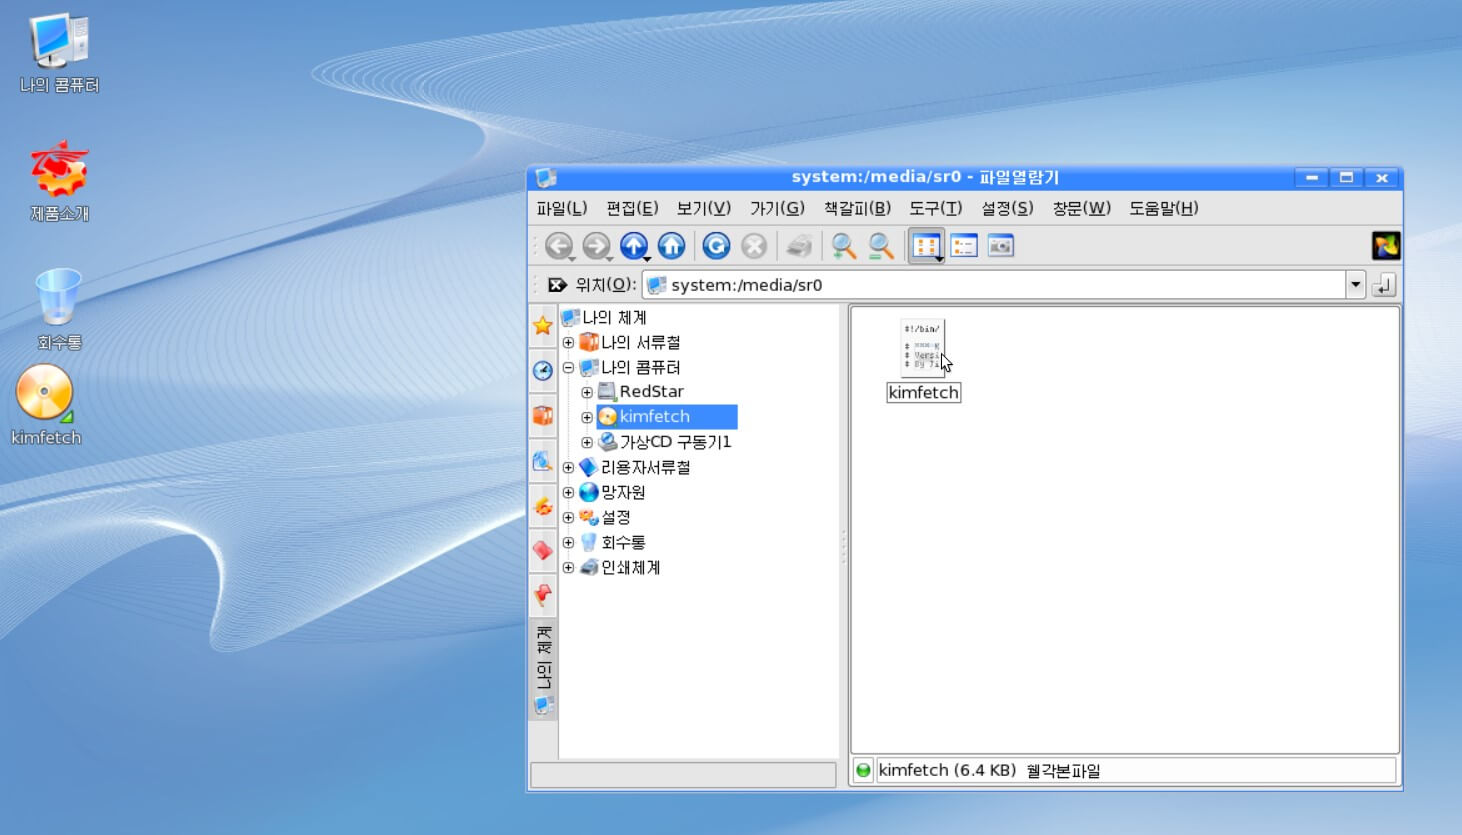 나의 콤퓨터
제품소개
회수통
kimfetch
system:/media/sr0 - 파일열람기
파일(L) 편집(E) 보기(V) 가기(G) 책갈피(B) 도구(T) 설정(S) 창문(W) 도움말(H)
위치(O): system:/media/sr0
나의 체계
나의 서류철
나의 콤퓨터
RedStar
kimfetch
가상CD 구동기1
리용자서류철
망자원
설정
회수통
인쇄체계
나의 체계
#!/bin/
#
# Versi
# By
kimfetch
kimfetch (6.4 KB) 웰각본파일